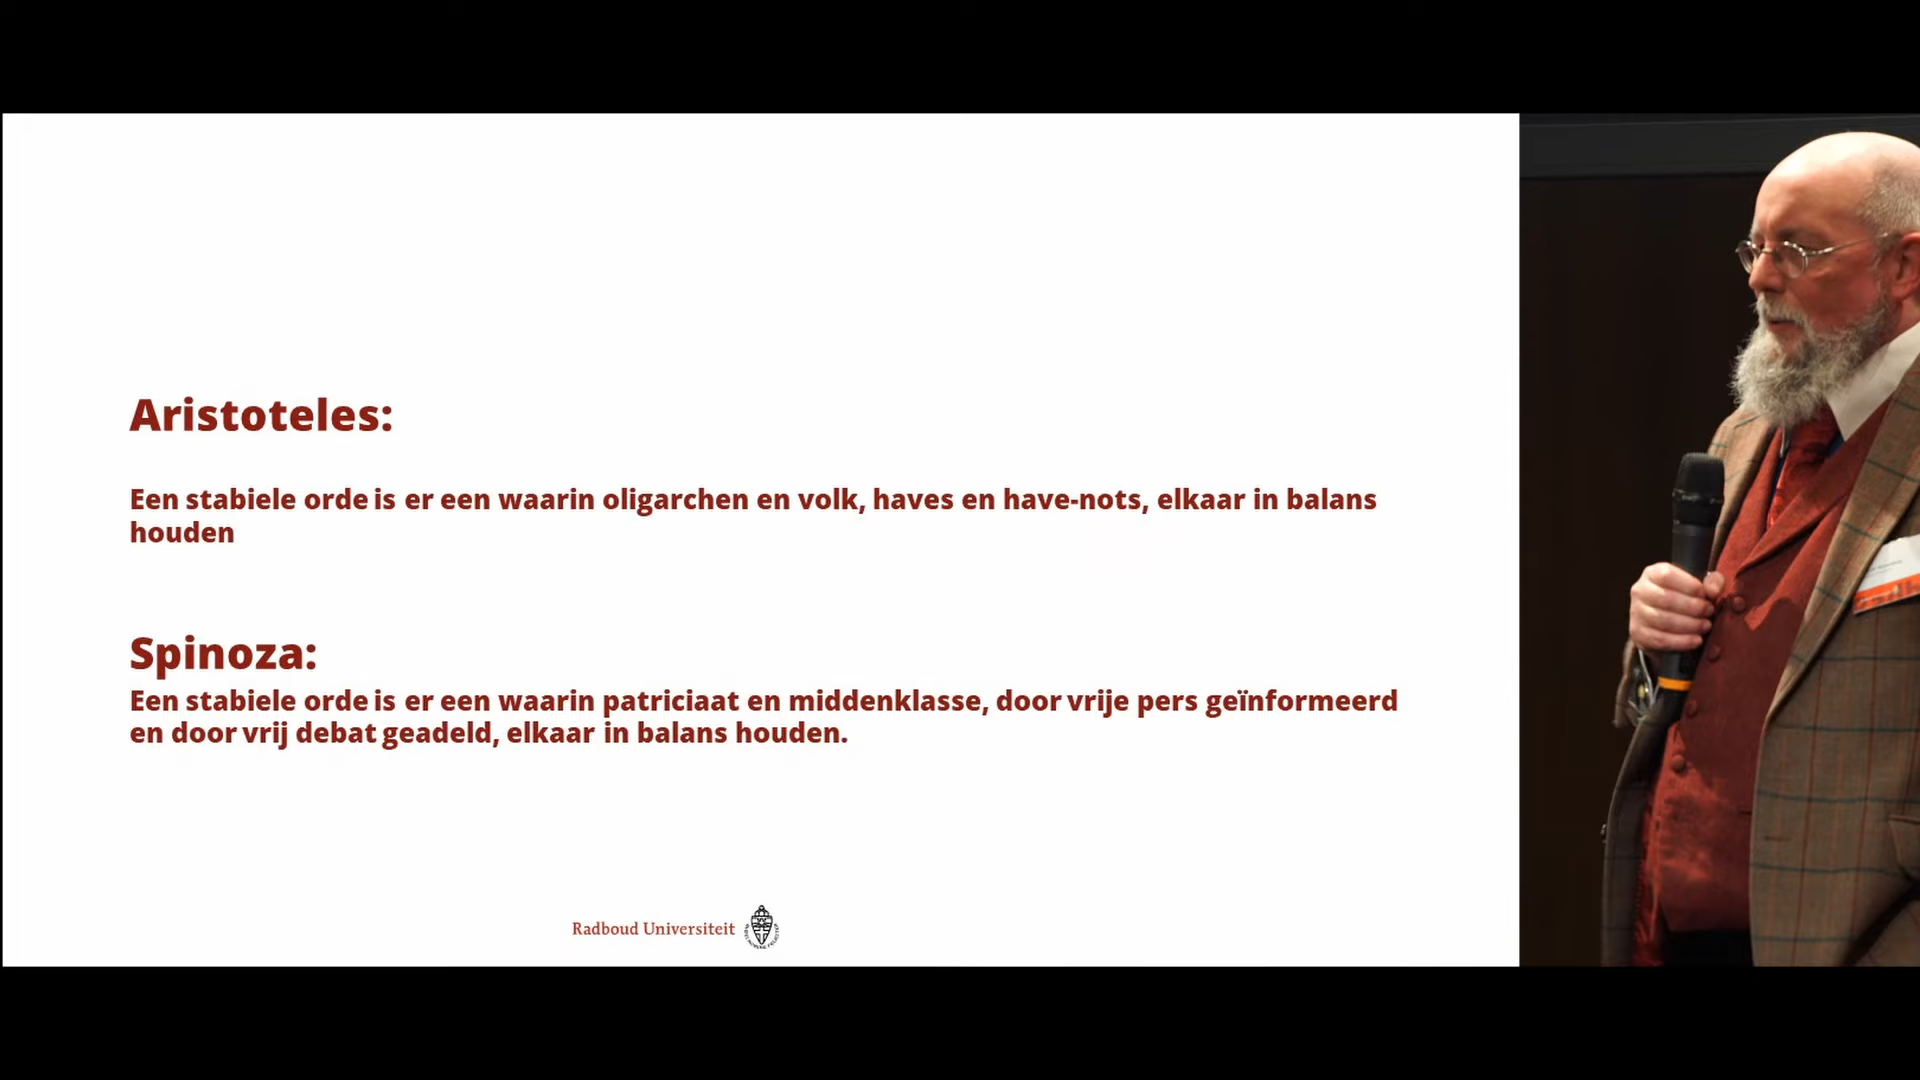 Aristoteles:
Een stabiele orde is er een waarin oligarchen en volk, haves en have-nots, elkaar in balans
houden
Spinoza:
Een stabiele orde is er een waarin patriciaat en middenklasse, door vrije pers geïnformeerd
en door vrij debat geadeld, elkaar in balans houden.
Radboud Universiteit